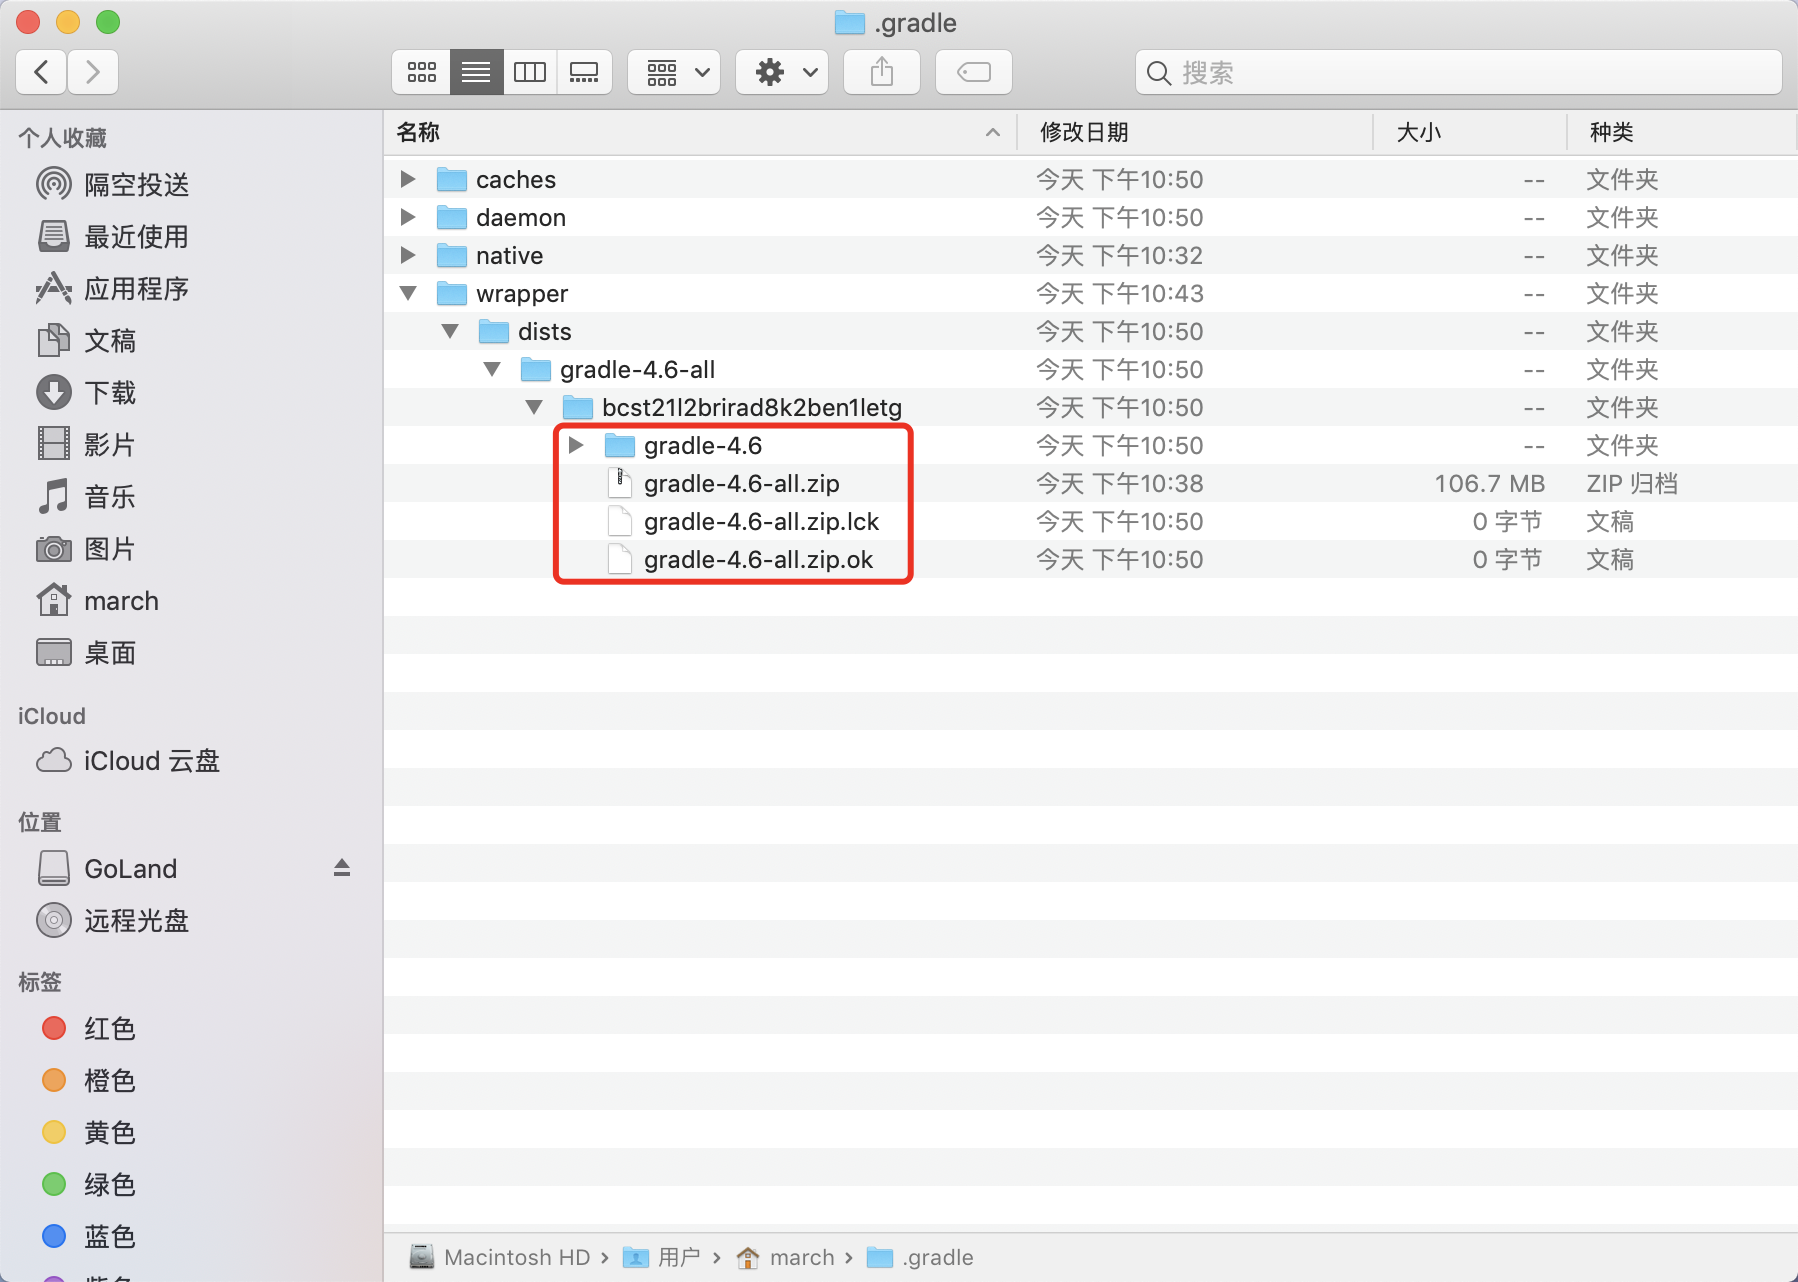 .gradle
搜索
个人收藏
隔空投送
最近使用
应用程序
文稿
下载
影片
音乐
图片
march
桌面
iCloud
iCloud 云盘
位置
GoLand
远程光盘
标签
红色
橙色
黄色
绿色
蓝色
名称 修改日期 大小 种类
caches 今天 下午10:50 -- 文件夹
daemon 今天 下午10:50 -- 文件夹
native 今天 下午10:32 -- 文件夹
wrapper 今天 下午10:43 -- 文件夹
dists 今天 下午10:50 -- 文件夹
gradle-4.6-all 今天 下午10:50 -- 文件夹
bcst21l2brirad8k2ben1letg 今天 下午10:50 -- 文件夹
gradle-4.6 今天 下午10:50 -- 文件夹
gradle-4.6-all.zip 今天 下午10:38 106.7 MB ZIP 归档
gradle-4.6-all.zip.lck 今天 下午10:50 0 字节 文稿
gradle-4.6-all.zip.ok 今天 下午10:50 0 字节 文稿
Macintosh HD › 用户 › march › .gradle